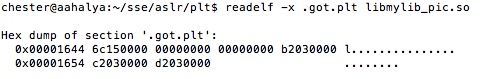 chester@aahalya:~/sse/aslr/plt$ readelf -x .got.plt libmylib_pic.so
Hex dump of section '.got.plt':
0x00001644 6c150000 00000000 00000000 b2030000 l...............
0x00001654 c2030000 d2030000 ........